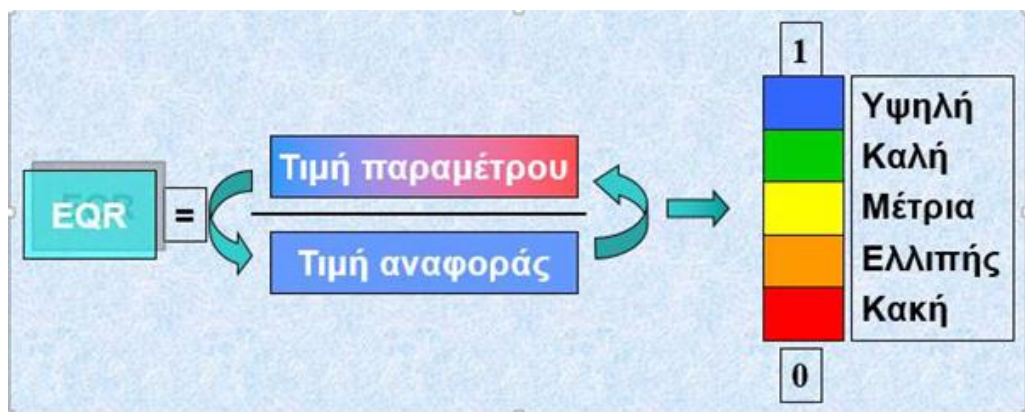 EQR
=
Τιμή παραμέτρου
Τιμή αναφοράς
1
Υψηλή
Καλή
Μέτρια
Ελλιπής
Κακή
0